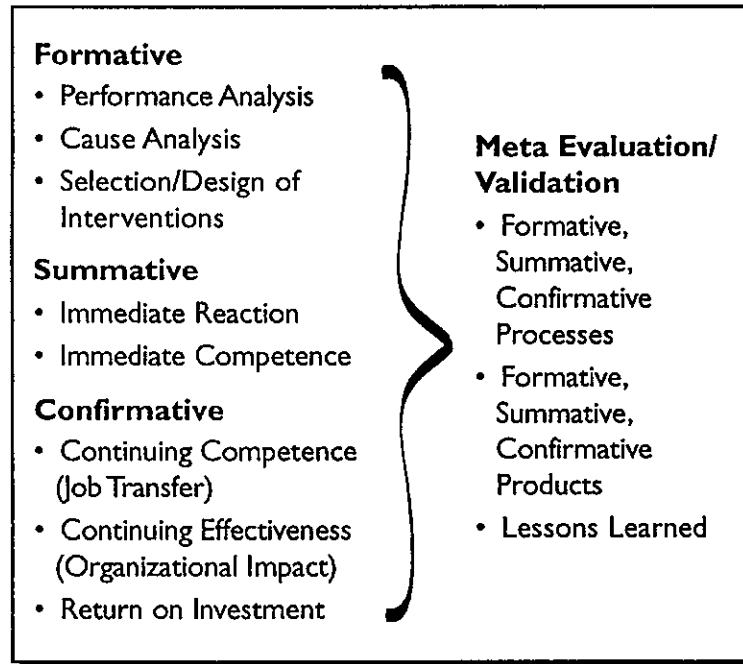 Formative
• Performance Analysis
• Cause Analysis
• Selection/Design of
Interventions
Summative
• Immediate Reaction
• Immediate Competence
Confirmative
• Continuing Competence
(Job Transfer)
• Continuing Effectiveness
(Organizational Impact)
• Return on Investment
Meta Evaluation/
Validation
• Formative,
Summative,
Confirmative
Processes
• Formative,
Summative,
Confirmative
Products
• Lessons Learned